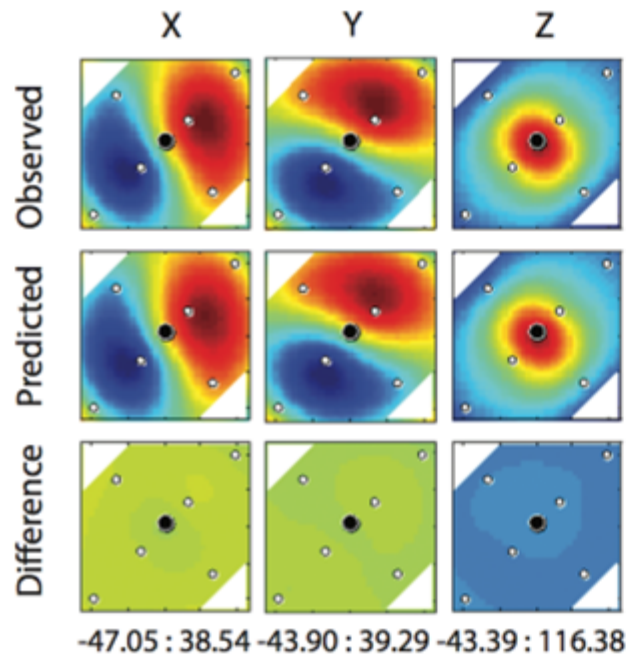 X Y Z
Observed
Predicted
Difference
-47.05 : 38.54 -43.90 : 39.29 -43.39 : 116.38